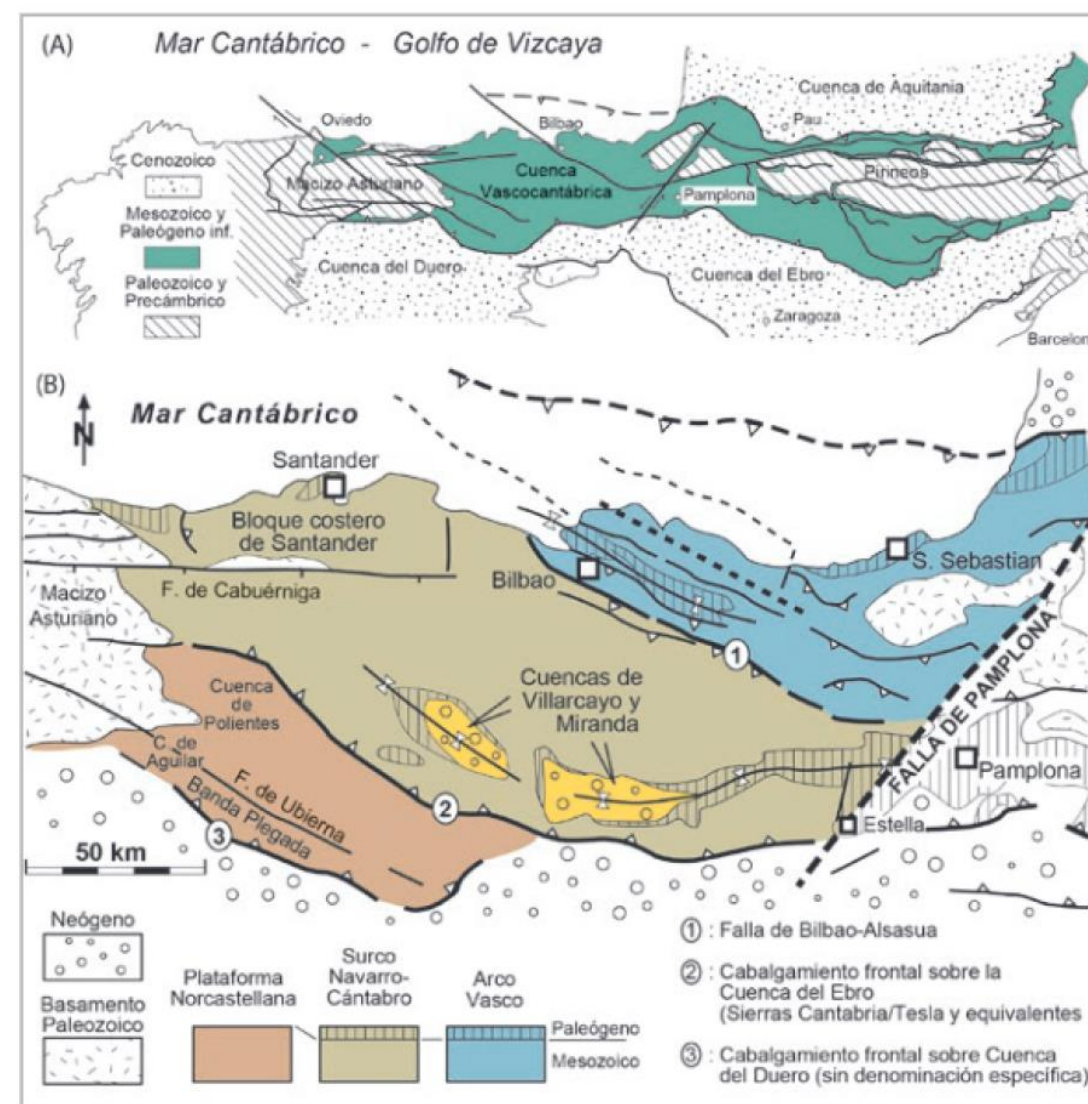 (A) Mar Cantábrico - Golfo de Vizcaya
Cuenca de Aquitania
Oviedo
Bilbao
Pau
Cenozoico
Macizo Asturiano
Cuenca
Vascocantábrica
Pirineos
Pamplona
Mesozoico y
Paleógeno inf.
Cuenca del Duero
Cuenca del Ebro
Paleozoico y
Precámbrico
Zaragoza
Barcelon
(B)
N
Mar Cantábrico
Santander
Bloque costero
de Santander
S. Sebastian
Bilbao
F. de Cabuérniga
Macizo
Asturiano
1
Cuencas de
Villarcayo y
Miranda
Cuenca
de
Polientes
FALLA DE PAMPLONA
C. de
Aguilar
F. de Ubierna
Banda Plegada
Pamplona
2
Estella
3
50 km
Neógeno
Basamento
Paleozoico
Plataforma
Norcastellana
Surco
Navarro-
Cántabro
Arco
Vasco
Paleógeno
Mesozoico
1 : Falla de Bilbao-Alsasua
2 : Cabalgamiento frontal sobre la
Cuenca del Ebro
(Sierras Cantabria/Tesla y equivalentes
3 : Cabalgamiento frontal sobre Cuenca
del Duero (sin denominación específica)